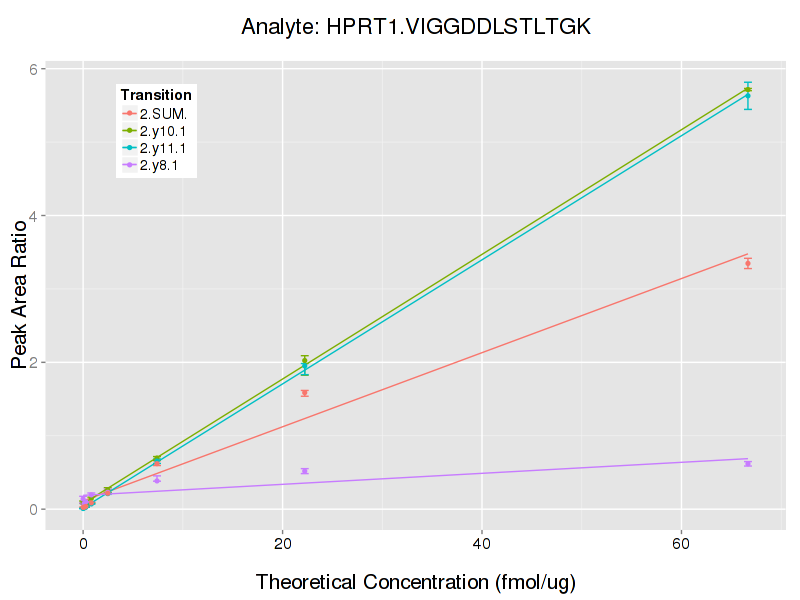 Analyte: HPRT1.VIGGDDLSTLTGK
6
Transition
2.SUM.
2.y10.1
2.y11.1
2.y8.1
4
Peak Area Ratio
2
0
0 20 40 60
Theoretical Concentration (fmol/ug)